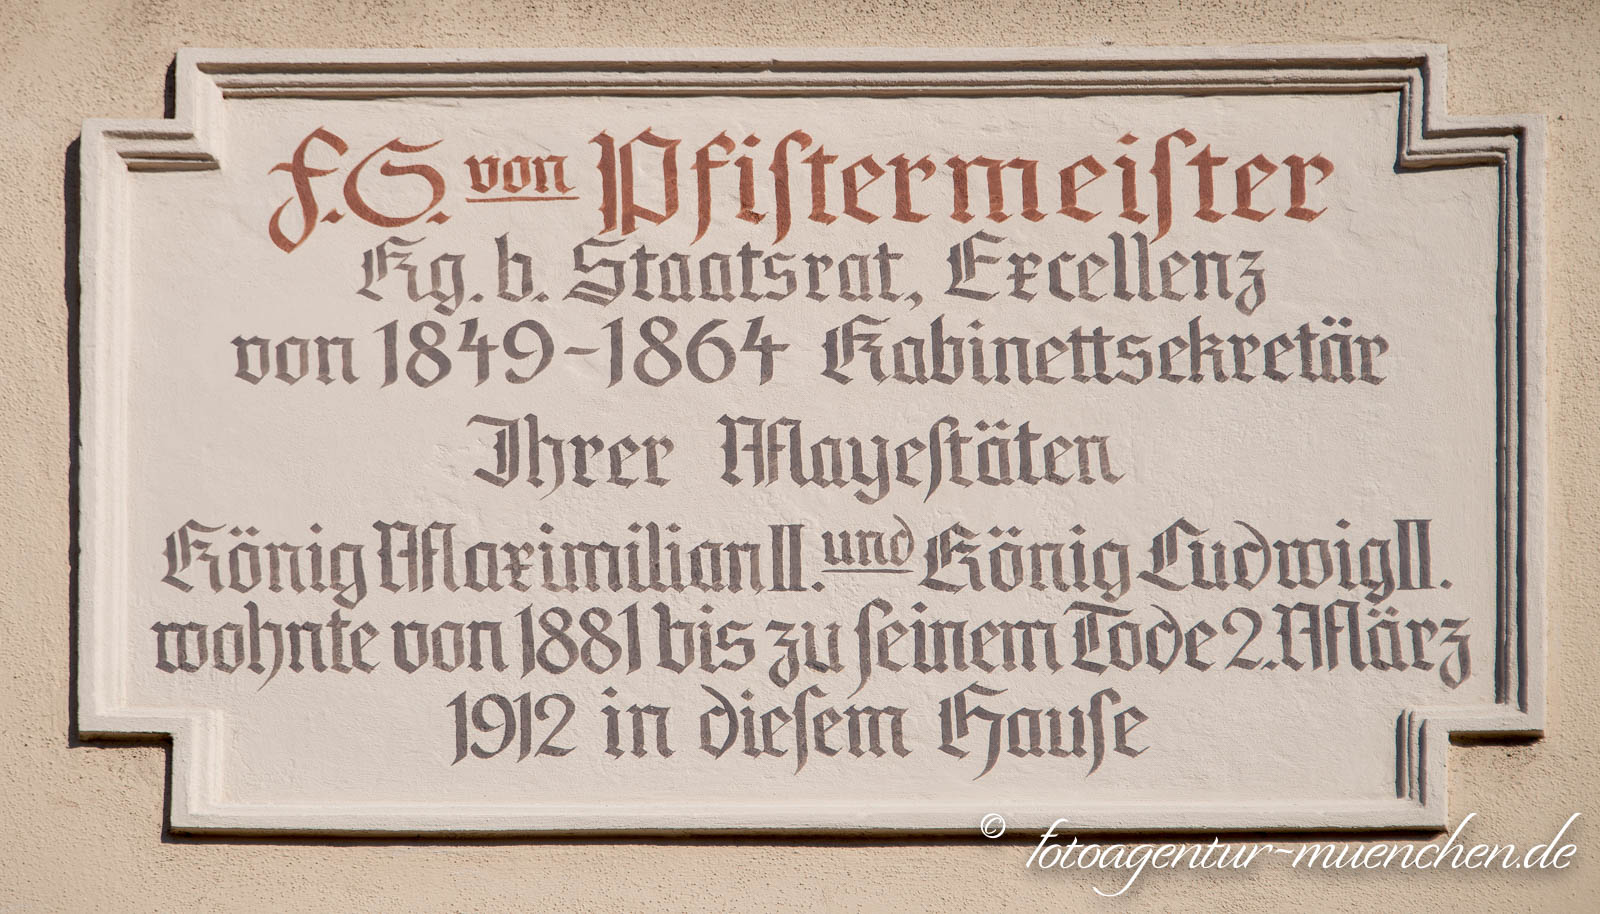 F.S. von Pfistermeister
Kg. b. Staatsrat, Excellenz
von 1849-1864 Kabinettsekretär
Ihrer Mayestäten
König Maximilian II. und König Ludwig II.
wohnte von 1881 bis zu seinem Tode 2. März
1912 in diesem Hause
© fotoagentur-muenchen.de